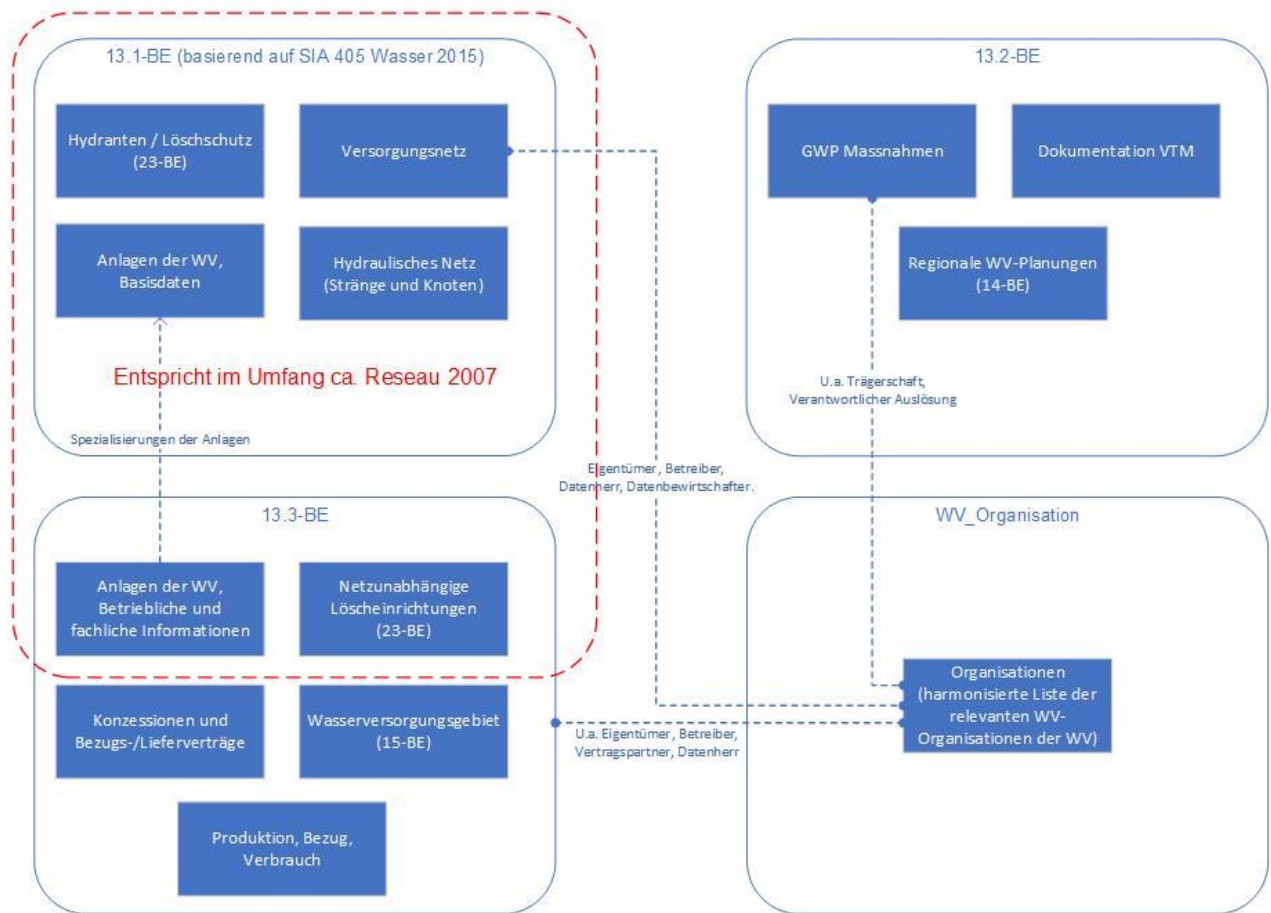 13.1-BE (basierend auf SIA 405 Wasser 2015)
Hydranten / Löschschutz
(23-BE)
Versorgungsnetz
Anlagen der WV,
Basisdaten
Hydraulisches Netz
(Stränge und Knoten)
Entspricht im Umfang ca. Reseau 2007
Spezialisierungen der Anlagen
13.2-BE
GWP Massnahmen
Dokumentation VTM
Regionale WV-Planungen
(14-BE)
U.a. Trägerschaft,
Verantwortlicher Auslösung
Eigentümer, Betreiber,
Datenherr, Datenbewirtschafter.
13.3-BE
Anlagen der WV,
Betriebliche und
fachliche Informationen
Netzunabhängige
Löscheinrichtungen
(23-BE)
Konzessionen und
Bezugs-/Lieferverträge
Wasserversorgungsgebiet
(15-BE)
Produktion, Bezug,
Verbrauch
U.a. Eigentümer, Betreiber,
Vertragspartner, Datenherr
WV_Organisation
Organisationen
(harmonisierte Liste der
relevanten WV-
Organisationen der WV)